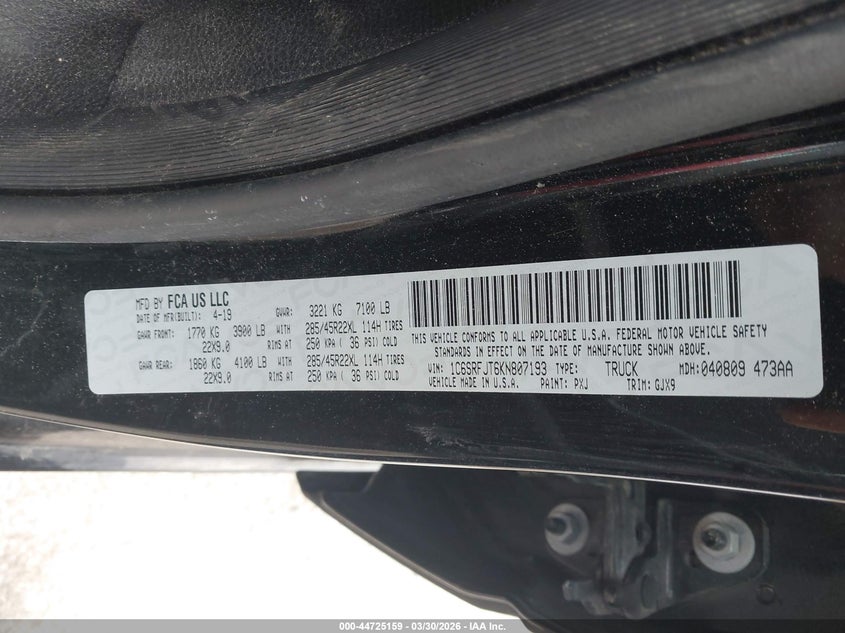 MFD BY FCA US LLC
DATE OF MFR(BUILT): 4-19 GVWR: 3221 KG 7100 LB
GAWR FRONT: 1770 KG 3900 LB WITH 285/45R22XL 114H TIRES
22X9.0 RIMS AT 250 KPA ( 36 PSI) COLD
GAWR REAR: 1860 KG 4100 LB WITH 285/45R22XL 114H TIRES
22X9.0 RIMS AT 250 KPA ( 36 PSI) COLD
THIS VEHICLE CONFORMS TO ALL APPLICABLE U.S.A. FEDERAL MOTOR VEHICLE SAFETY
STANDARDS IN EFFECT ON THE DATE OF MANUFACTURE SHOWN ABOVE.
VIN: 1C6SRFJT8KN807193 TYPE: TRUCK MDH: 040809 473AA
VEHICLE MADE IN U.S.A. PAINT: PXJ TRIM: GJX9
000-44725159 — 03/30/2026 — IAA Inc.